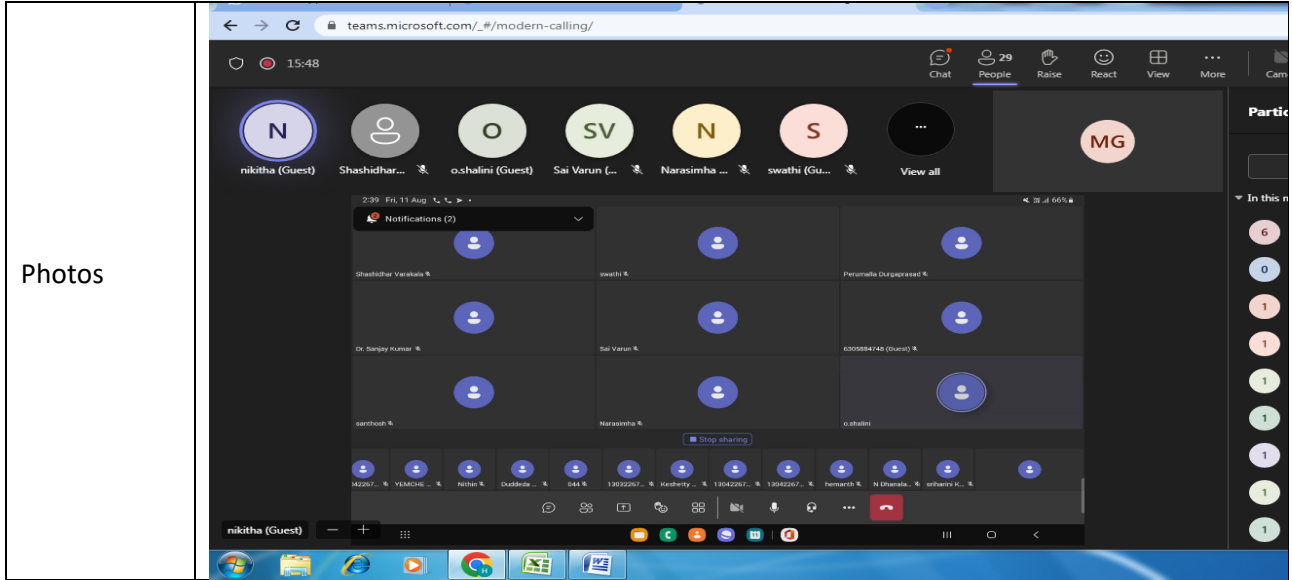 Photos
teams.microsoft.com/_#/modern-calling/
15:48
Chat
29
People
Raise
React
View
More
Cam
N
O
SV
N
S
...
MG
Partic
nikitha (Guest)
Shashidhar...
o.shalini (Guest)
Sai Varun (...
Narasimha ...
swathi (Gu...
View all
In this m
2:39 Fri, 11 Aug
66%
2
Notifications (2)
Shashidhar Varakala
swathi
Perumalla Durgaprasad
Dr. Sanjay Kumar
Sai Varun
6305884748 (Guest)
santhosh
Narasimha
o.shalini
Stop sharing
YEMCHE ...
Nithin
Duddeda ...
044
13032267...
Keshetty ...
13042267...
13042267...
hemanth
N Dhanala...
sriharini K...
nikitha (Guest)
6
0
1
1
1
1
1
1
1